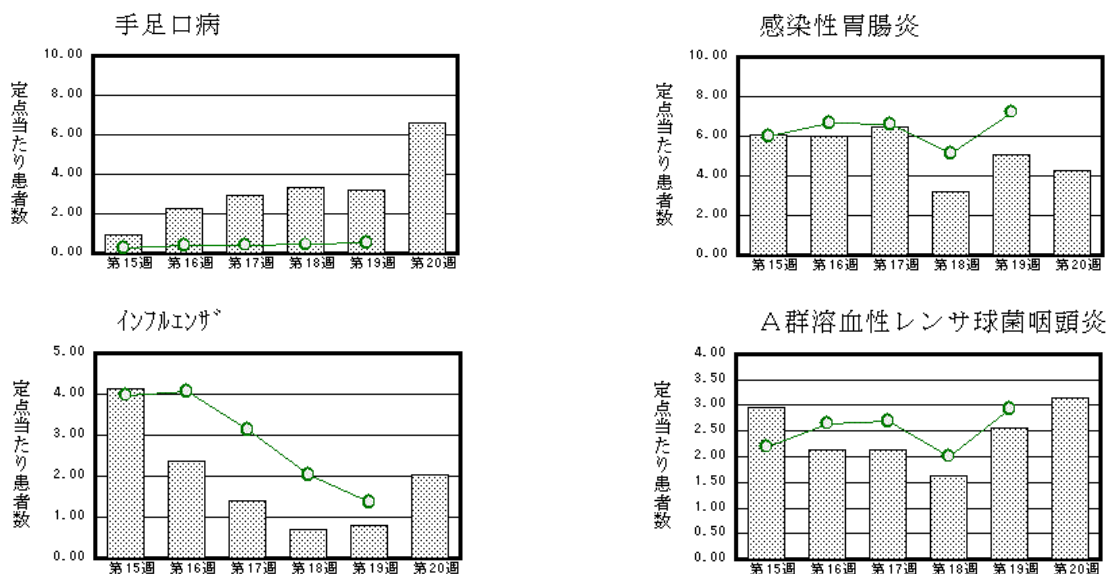 手足口病
定点当たり患者数
10.00
8.00
6.00
4.00
2.00
0.00
第15週 第16週 第17週 第18週 第19週 第20週
感染性胃腸炎
定点当たり患者数
10.00
8.00
6.00
4.00
2.00
0.00
第15週 第16週 第17週 第18週 第19週 第20週
ｲﾝﾌﾙｴﾝｻﾞ
定点当たり患者数
5.00
4.00
3.00
2.00
1.00
0.00
第15週 第16週 第17週 第18週 第19週 第20週
Ａ群溶血性レンサ球菌咽頭炎
定点当たり患者数
4.00
3.50
3.00
2.50
2.00
1.50
1.00
0.50
0.00
第15週 第16週 第17週 第18週 第19週 第20週